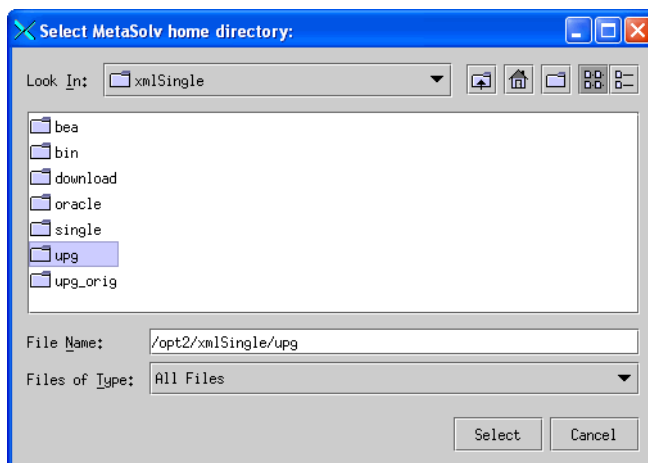 Select MetaSolv home directory:
Look In: xmlSingle
bea
bin
download
oracle
single
upg
upg_orig
File Name: /opt2/xmlSingle/upg
Files of Type: All Files
Select Cancel